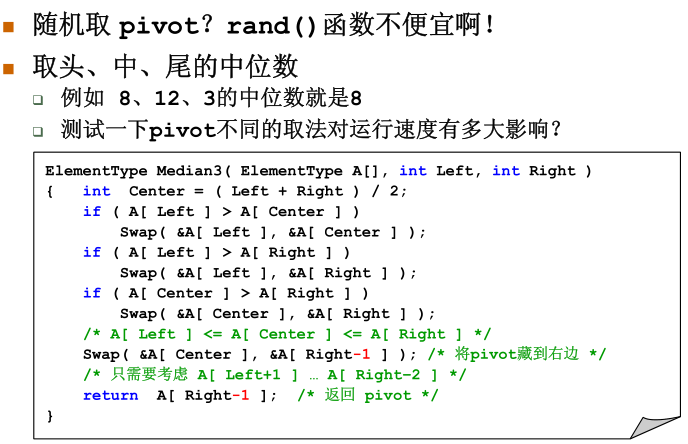 随机取 pivot？rand()函数不便宜啊！
取头、中、尾的中位数
例如 8、12、3的中位数就是8
测试一下pivot不同的取法对运行速度有多大影响？
ElementType Median3( ElementType A[], int Left, int Right )
{   int  Center = ( Left + Right ) / 2;
    if ( A[ Left ] > A[ Center ] )
        Swap( &A[ Left ], &A[ Center ] );
    if ( A[ Left ] > A[ Right ] )
        Swap( &A[ Left ], &A[ Right ] );
    if ( A[ Center ] > A[ Right ] )
        Swap( &A[ Center ], &A[ Right ] );
    /* A[ Left ] <= A[ Center ] <= A[ Right ] */
    Swap( &A[ Center ], &A[ Right-1 ] ); /* 将pivot藏到右边 */
    /* 只需要考虑 A[ Left+1 ] … A[ Right-2 ] */
    return  A[ Right-1 ];  /* 返回 pivot */
}